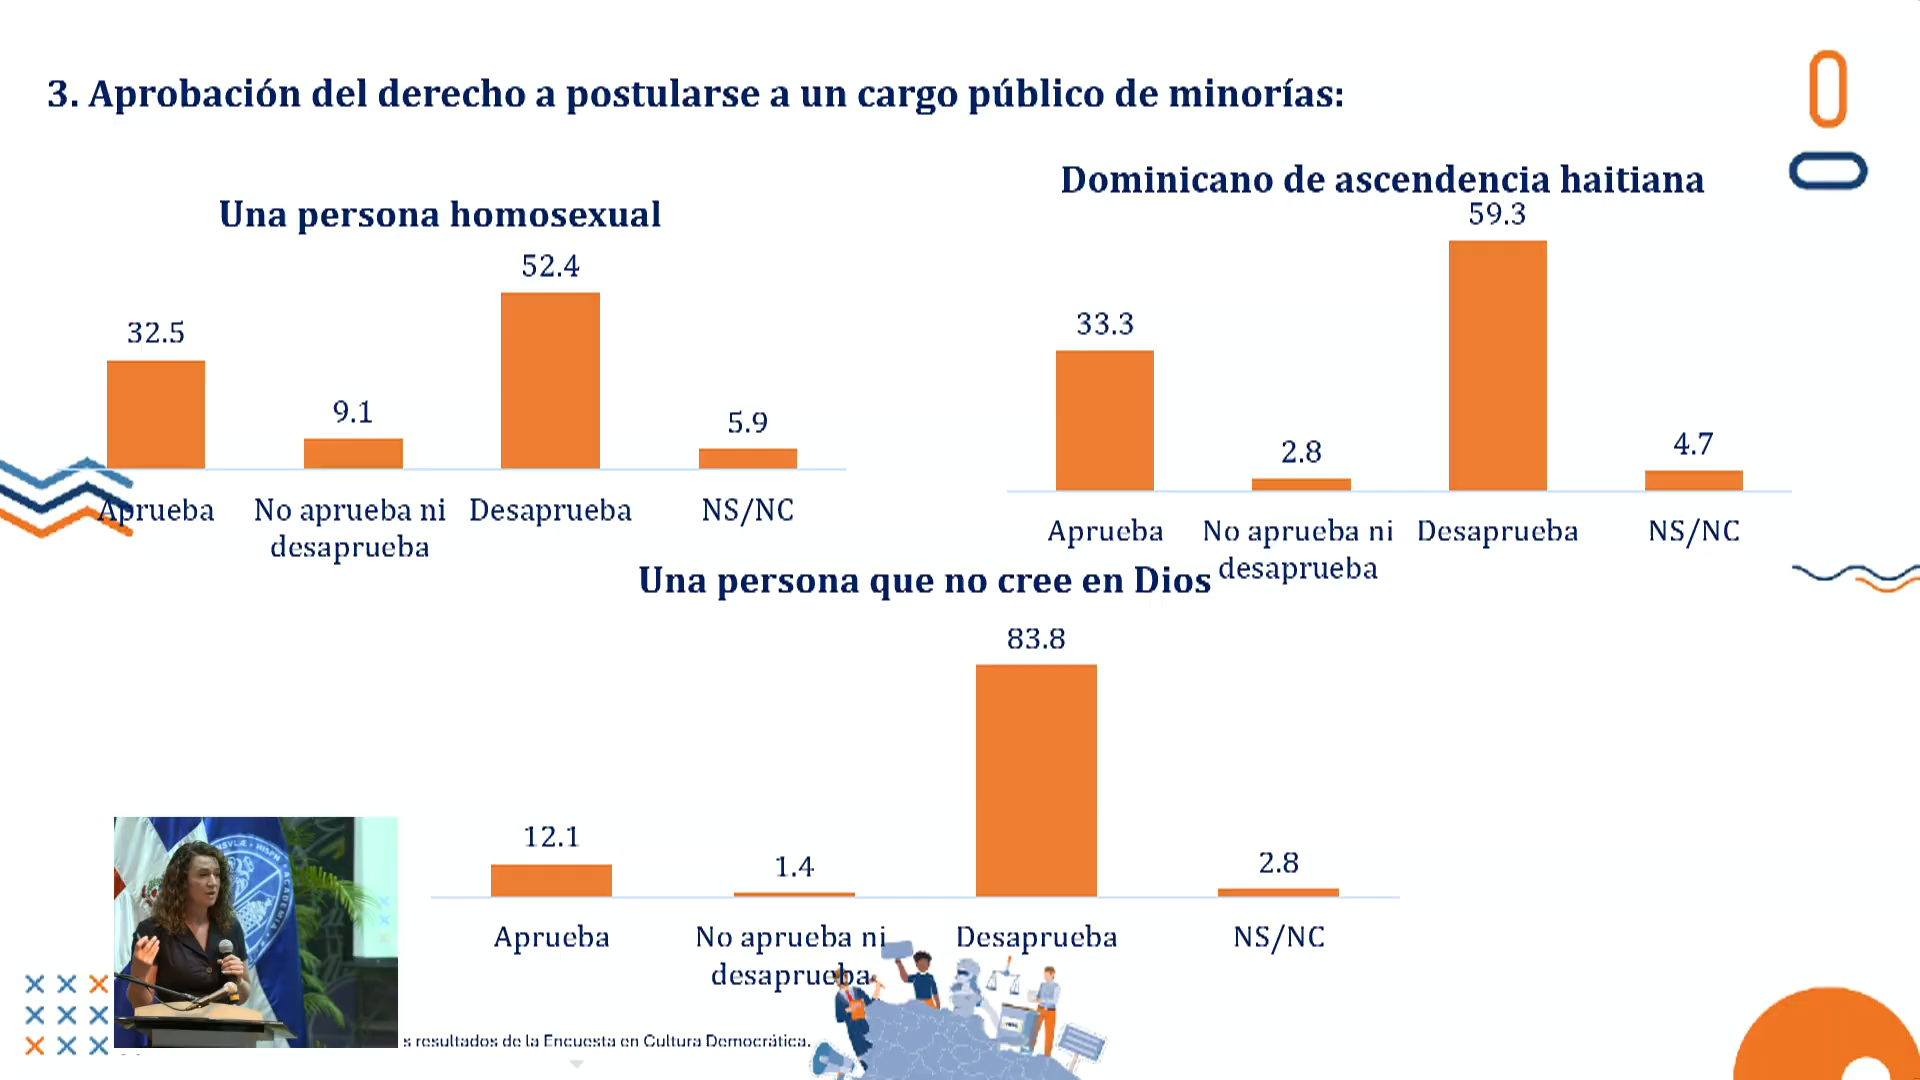 3. Aprobación del derecho a postularse a un cargo público de minorías:
Una persona homosexual
52.4
32.5
9.1
5.9
Aprueba
No aprueba ni
desaprueba
Desaprueba
NS/NC
Dominicano de ascendencia haitiana
59.3
33.3
2.8
4.7
Aprueba
No aprueba ni
desaprueba
Desaprueba
NS/NC
Una persona que no cree en Dios
83.8
12.1
1.4
2.8
Aprueba
No aprueba ni
desaprueba
Desaprueba
NS/NC
resultados de la Encuesta en Cultura Democrática.